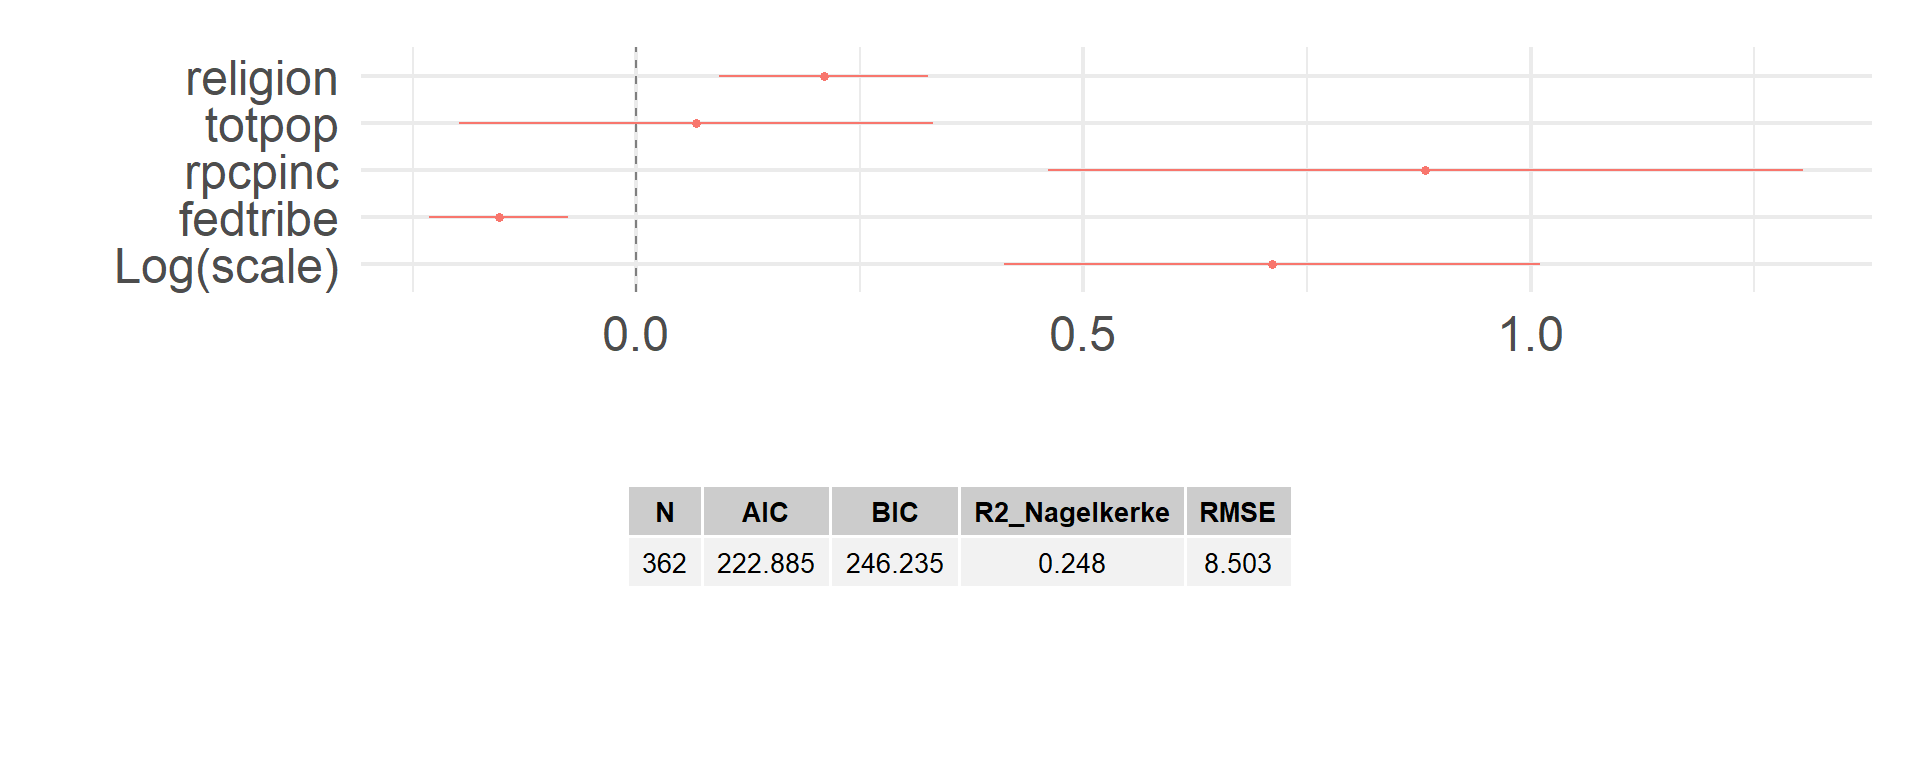 religion
totpop
rpcpinc
fedtribe
Log(scale)
0.0 0.5 1.0
N AIC BIC R2_Nagelkerke RMSE
362 222.885 246.235 0.248 8.503